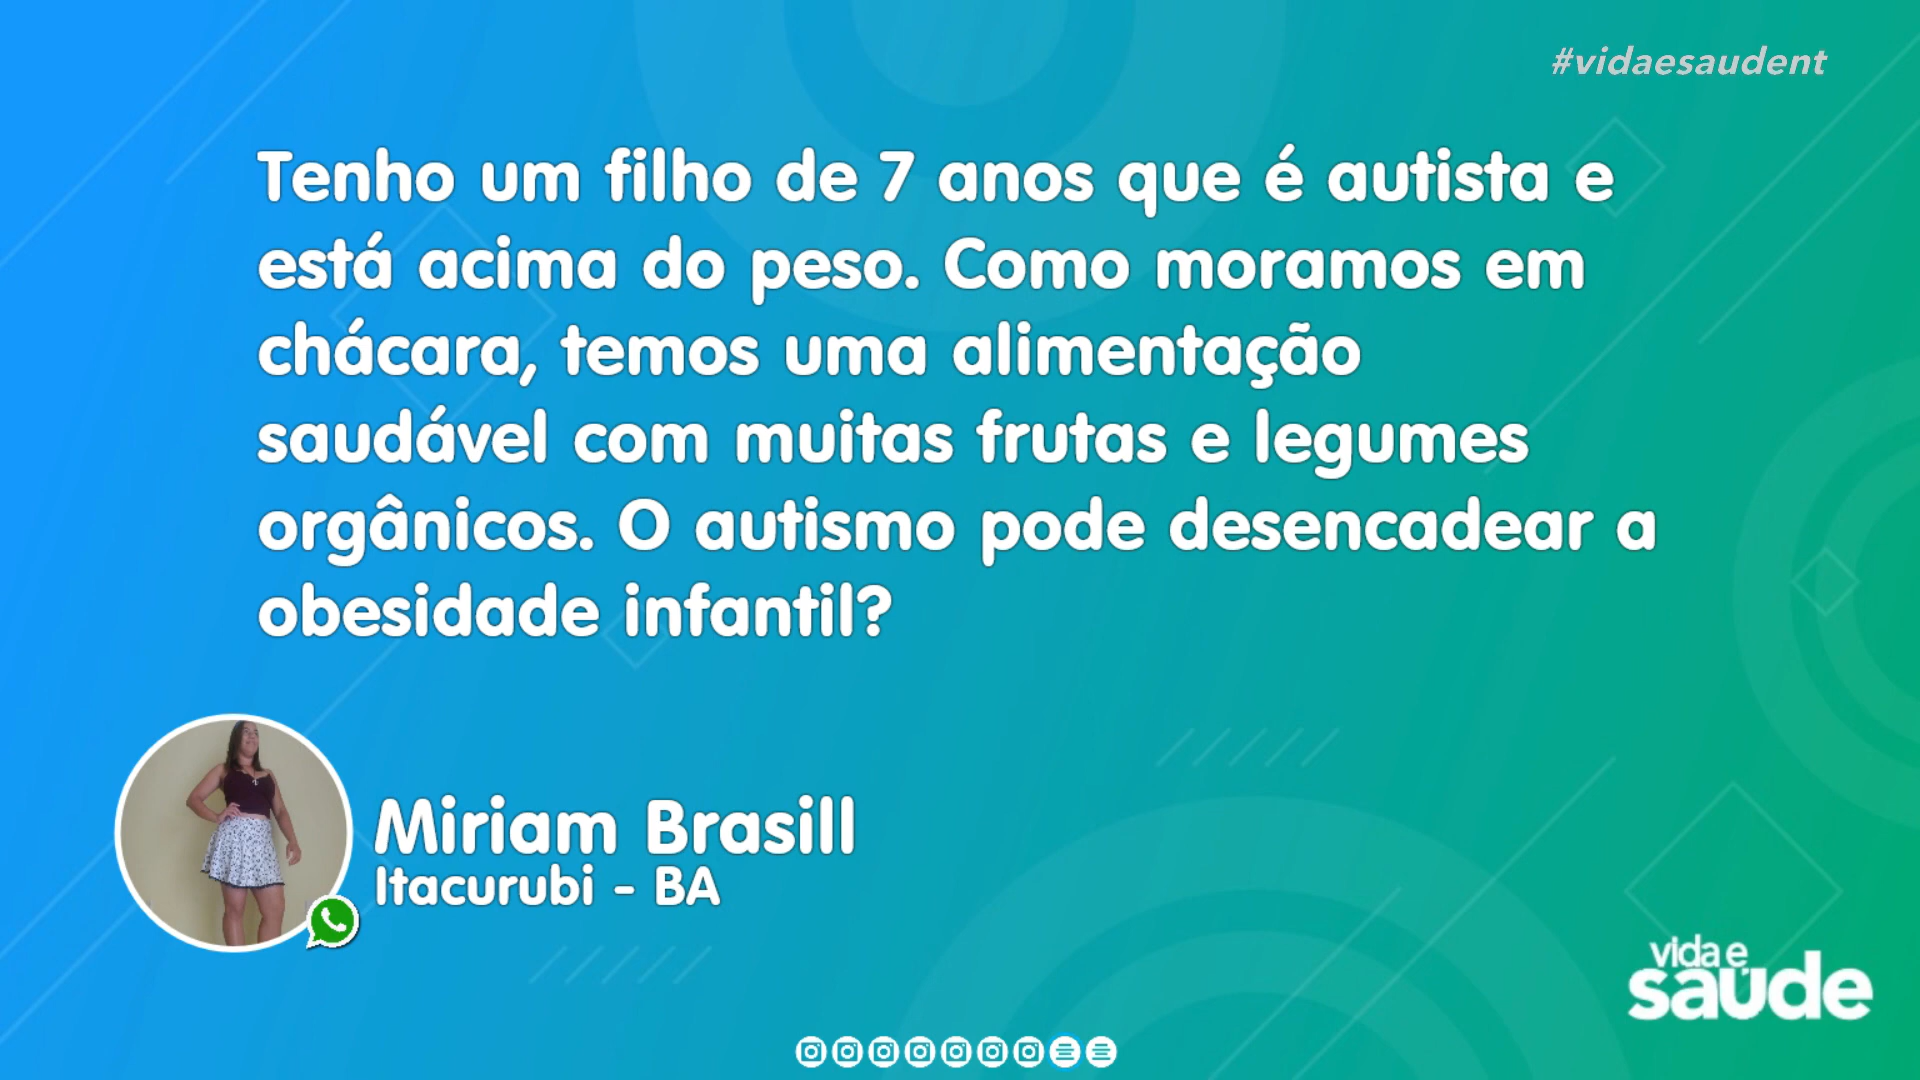 #vidaesaudent
Tenho um filho de 7 anos que é autista e
está acima do peso. Como moramos em
chácara, temos uma alimentação
saudável com muitas frutas e legumes
orgânicos. O autismo pode desencadear a
obesidade infantil?
Miriam Brasill
Itacurubi - BA
vida e
saúde